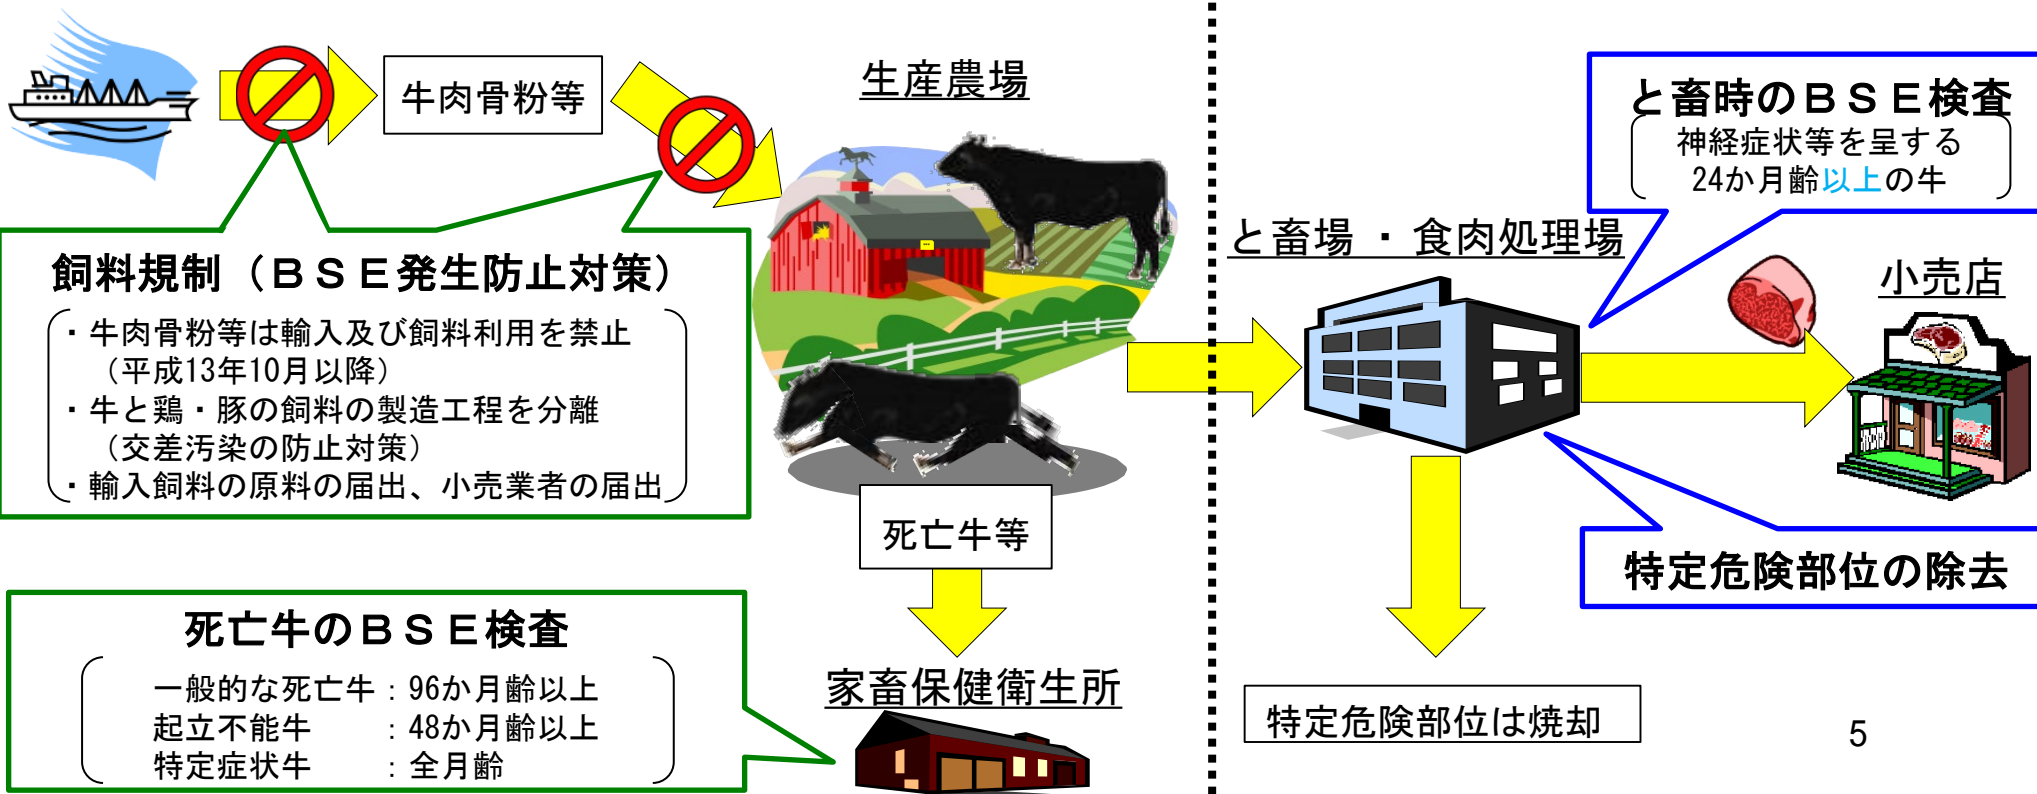 牛肉骨粉等
生産農場
飼料規制（ＢＳＥ発生防止対策）
・牛肉骨粉等は輸入及び飼料利用を禁止
（平成13年10月以降）
・牛と鶏・豚の飼料の製造工程を分離
（交差汚染の防止対策）
・輸入飼料の原料の届出、小売業者の届出
死亡牛等
死亡牛のＢＳＥ検査
一般的な死亡牛：96か月齢以上
起立不能牛　　：48か月齢以上
特定症状牛　　：全月齢
家畜保健衛生所
と畜時のＢＳＥ検査
神経症状等を呈する
24か月齢以上の牛
と畜場 ・食肉処理場
小売店
特定危険部位の除去
特定危険部位は焼却
5